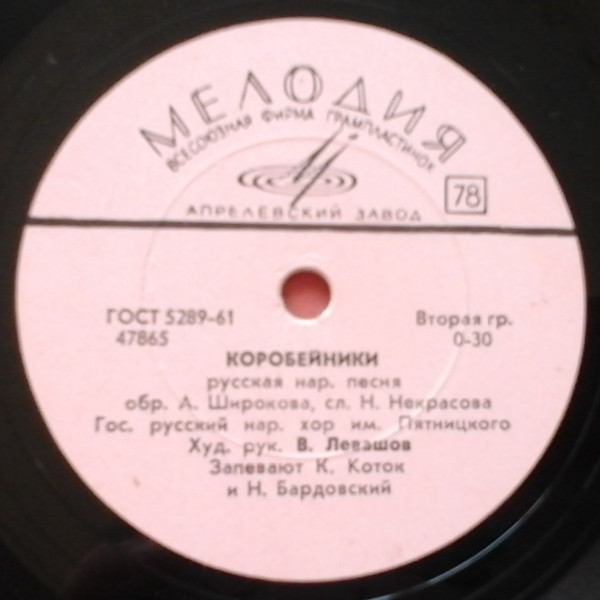 МЕЛОДИЯ
ВСЕСОЮЗНАЯ ФИРМА ГРАМПЛАСТИНОК
78
АПРЕЛЕВСКИЙ ЗАВОД
ГОСТ 5289-61 Вторая гр.
47865 0-30
КОРОБЕЙНИКИ
русская нар. песня
обр. А. Широкова, сл. Н. Некрасова
Гос. русский нар. хор им. Пятницкого
Худ. рук. В. Левашов
Запевают К. Коток
и Н. Бардовский